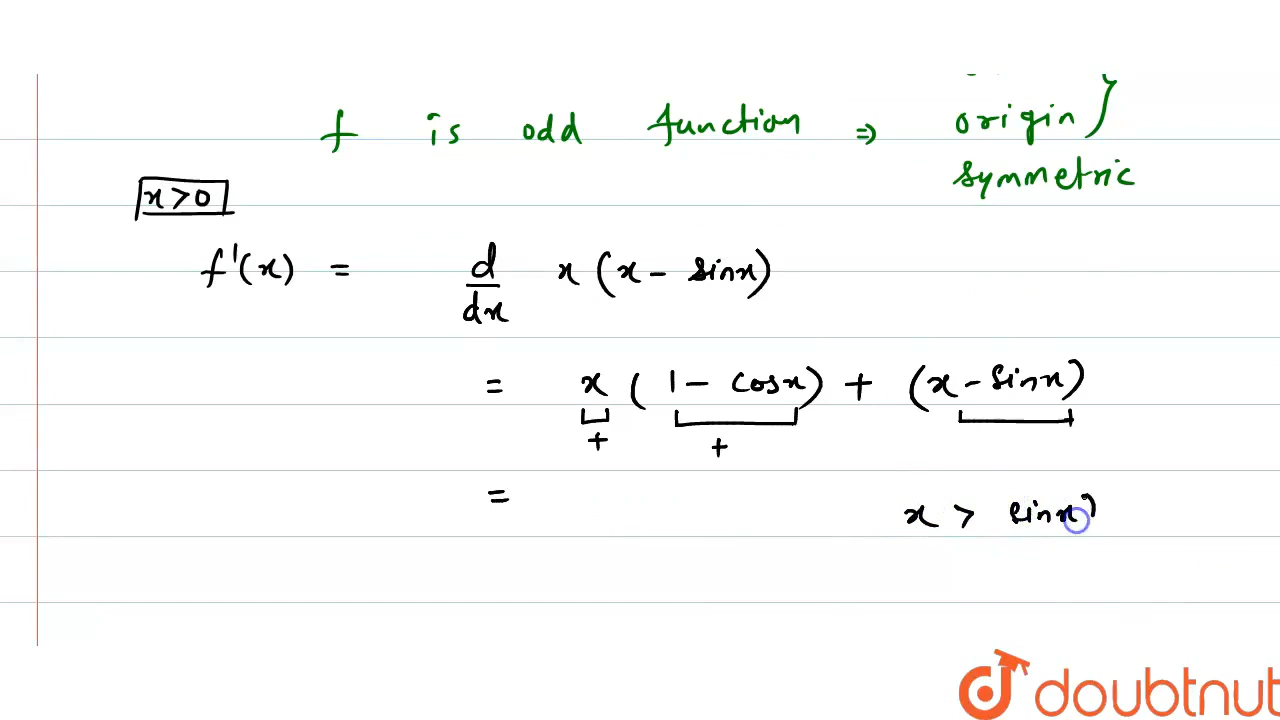 f is odd function ⇒ origin }
symmetric
x > 0
f'(x) = d/dx x (x - sinx)
= x ( 1 - cosx) + (x - sinx)
+ +
=
x > sinx
doubtnut